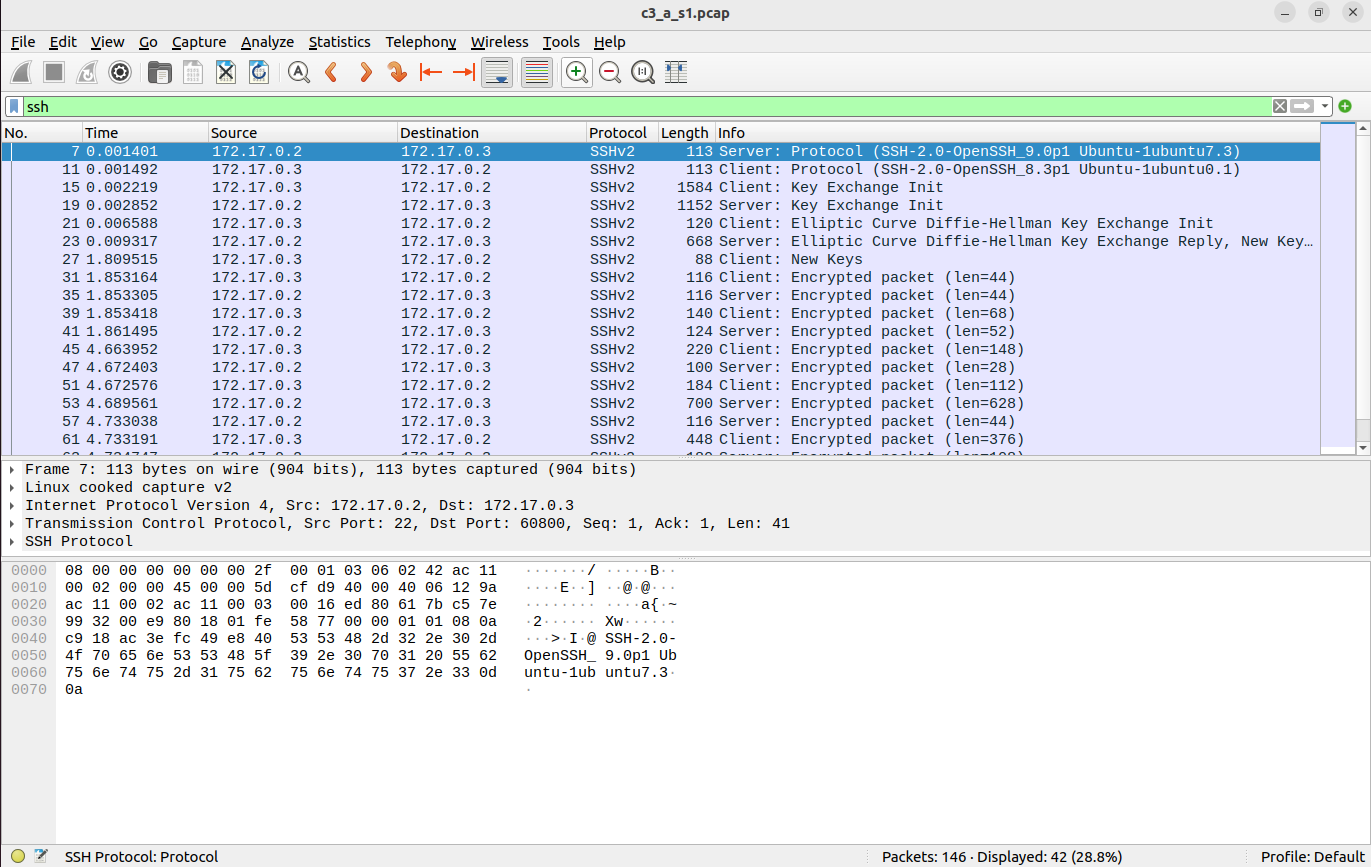 c3_a_s1.pcap
File Edit View Go Capture Analyze Statistics Telephony Wireless Tools Help
ssh
No. Time Source Destination Protocol Length Info
7 0.001401 172.17.0.2 172.17.0.3 SSHv2 113 Server: Protocol (SSH-2.0-OpenSSH_9.0p1 Ubuntu-1ubuntu7.3)
11 0.001492 172.17.0.3 172.17.0.2 SSHv2 113 Client: Protocol (SSH-2.0-OpenSSH_8.3p1 Ubuntu-1ubuntu0.1)
15 0.002219 172.17.0.3 172.17.0.2 SSHv2 1584 Client: Key Exchange Init
19 0.002852 172.17.0.2 172.17.0.3 SSHv2 1152 Server: Key Exchange Init
21 0.006588 172.17.0.3 172.17.0.2 SSHv2 120 Client: Elliptic Curve Diffie-Hellman Key Exchange Init
23 0.009317 172.17.0.2 172.17.0.3 SSHv2 668 Server: Elliptic Curve Diffie-Hellman Key Exchange Reply, New Key…
27 1.809515 172.17.0.3 172.17.0.2 SSHv2 88 Client: New Keys
31 1.853164 172.17.0.3 172.17.0.2 SSHv2 116 Client: Encrypted packet (len=44)
35 1.853305 172.17.0.2 172.17.0.3 SSHv2 116 Server: Encrypted packet (len=44)
39 1.853418 172.17.0.3 172.17.0.2 SSHv2 140 Client: Encrypted packet (len=68)
41 1.861495 172.17.0.2 172.17.0.3 SSHv2 124 Server: Encrypted packet (len=52)
45 4.663952 172.17.0.3 172.17.0.2 SSHv2 220 Client: Encrypted packet (len=148)
47 4.672403 172.17.0.2 172.17.0.3 SSHv2 100 Server: Encrypted packet (len=28)
51 4.672576 172.17.0.3 172.17.0.2 SSHv2 184 Client: Encrypted packet (len=112)
53 4.689561 172.17.0.2 172.17.0.3 SSHv2 700 Server: Encrypted packet (len=628)
57 4.733038 172.17.0.2 172.17.0.3 SSHv2 116 Server: Encrypted packet (len=44)
61 4.733191 172.17.0.3 172.17.0.2 SSHv2 448 Client: Encrypted packet (len=376)
Frame 7: 113 bytes on wire (904 bits), 113 bytes captured (904 bits)
Linux cooked capture v2
Internet Protocol Version 4, Src: 172.17.0.2, Dst: 172.17.0.3
Transmission Control Protocol, Src Port: 22, Dst Port: 60800, Seq: 1, Ack: 1, Len: 41
SSH Protocol
0000 08 00 00 00 00 00 00 2f 00 01 03 06 02 42 ac 11 ·······/ ·····B··
0010 00 02 00 00 45 00 00 5d cf d9 40 00 40 06 12 9a ····E··] ··@·@···
0020 ac 11 00 02 ac 11 00 03 00 16 ed 80 61 7b c5 7e ········ ····a{·~
0030 99 32 00 e9 80 18 01 fe 58 77 00 00 01 01 08 0a ·2······ Xw······
0040 c9 18 ac 3e fc 49 e8 40 53 53 48 2d 32 2e 30 2d ···>·I·@ SSH-2.0-
0050 4f 70 65 6e 53 53 48 5f 39 2e 30 70 31 20 55 62 OpenSSH_ 9.0p1 Ub
0060 75 6e 74 75 2d 31 75 62 75 6e 74 75 37 2e 33 0d untu-1ub untu7.3·
0070 0a ·
SSH Protocol: Protocol Packets: 146 · Displayed: 42 (28.8%) Profile: Default